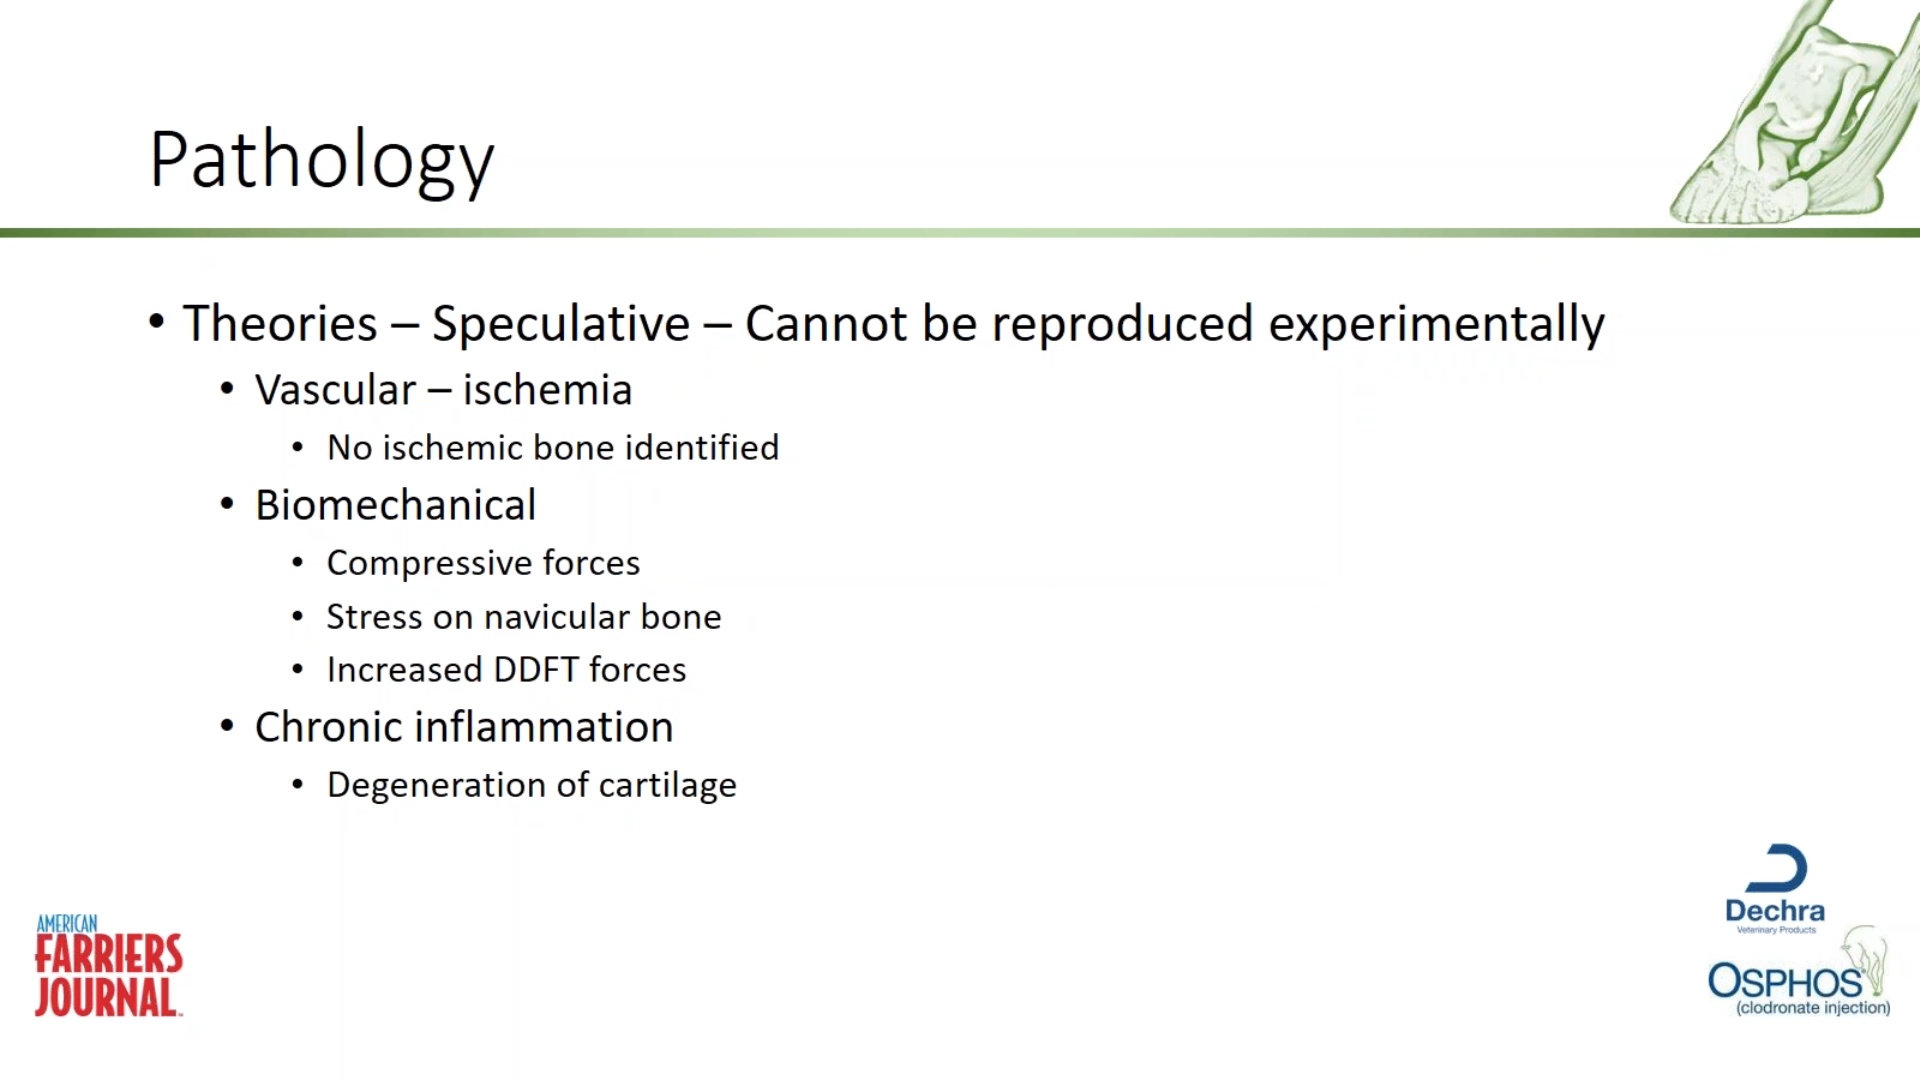 Pathology
• Theories – Speculative – Cannot be reproduced experimentally
• Vascular – ischemia
• No ischemic bone identified
• Biomechanical
• Compressive forces
• Stress on navicular bone
• Increased DDFT forces
• Chronic inflammation
• Degeneration of cartilage
AMERICAN
FARRIERS
JOURNAL
Dechra
Veterinary Products
OSPHOS
(clodronate injection)